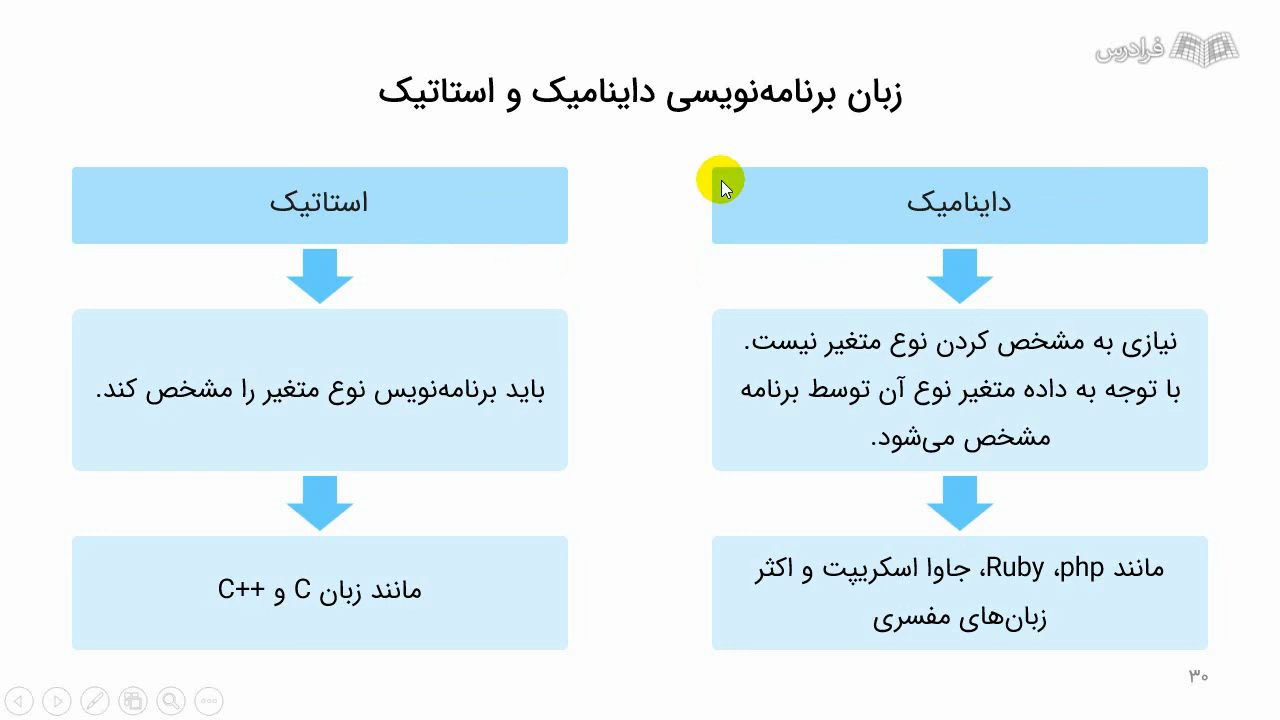 فرادرس
زبان برنامه‌نویسی داینامیک و استاتیک
داینامیک
نیازی به مشخص کردن نوع متغیر نیست.
با توجه به داده متغیر نوع آن توسط برنامه
مشخص می‌شود.
مانند Ruby ،php، جاوا اسکریپت و اکثر
زبان‌های مفسری
استاتیک
باید برنامه‌نویس نوع متغیر را مشخص کند.
مانند زبان C و C++
۳۰